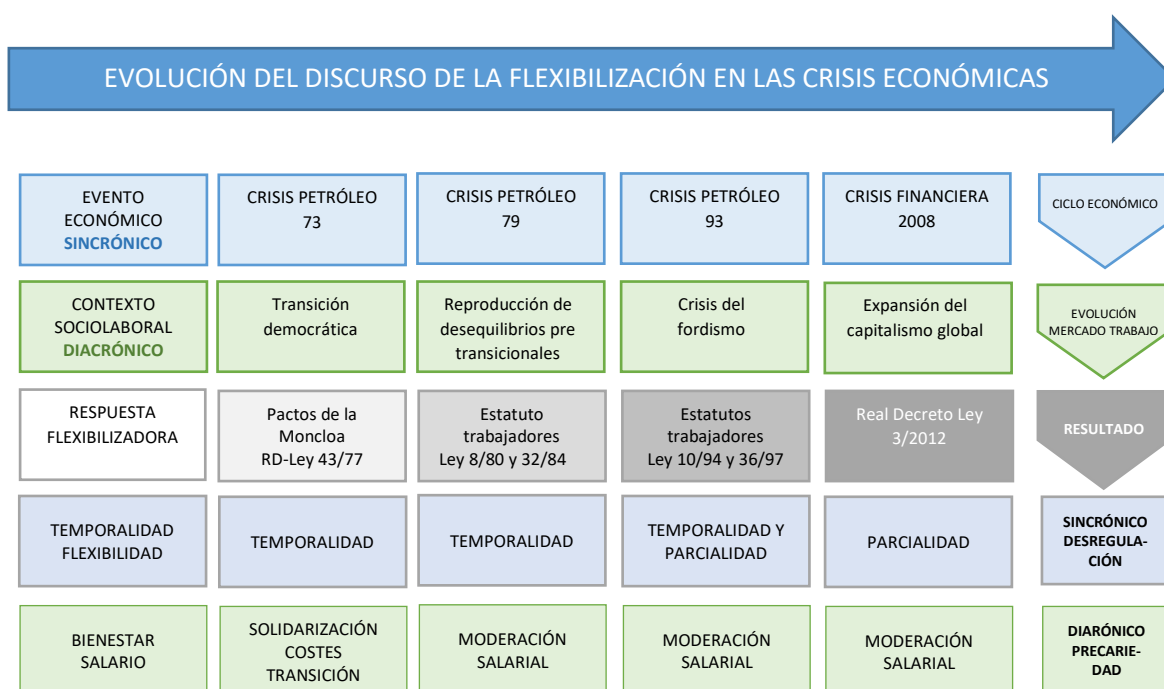 EVOLUCIÓN DEL DISCURSO DE LA FLEXIBILIZACIÓN EN LAS CRISIS ECONÓMICAS
EVENTO
ECONÓMICO
SINCRÓNICO
CRISIS PETRÓLEO
73
CRISIS PETRÓLEO
79
CRISIS PETRÓLEO
93
CRISIS FINANCIERA
2008
CICLO ECONÓMICO
CONTEXTO
SOCIOLABORAL
DIACRÓNICO
Transición
democrática
Reproducción de
desequilibrios pre
transicionales
Crisis del
fordismo
Expansión del
capitalismo global
EVOLUCIÓN
MERCADO TRABAJO
RESPUESTA
FLEXIBILIZADORA
Pactos de la
Moncloa
RD-Ley 43/77
Estatuto
trabajadores
Ley 8/80 y 32/84
Estatutos
trabajadores
Ley 10/94 y 36/97
Real Decreto Ley
3/2012
RESULTADO
TEMPORALIDAD
FLEXIBILIDAD
TEMPORALIDAD
TEMPORALIDAD
TEMPORALIDAD Y
PARCIALIDAD
PARCIALIDAD
SINCRÓNICO
DESREGULA-
CIÓN
BIENESTAR
SALARIO
SOLIDARIZACIÓN
COSTES
TRANSICIÓN
MODERACIÓN
SALARIAL
MODERACIÓN
SALARIAL
MODERACIÓN
SALARIAL
DIARÓNICO
PRECARIE-
DAD